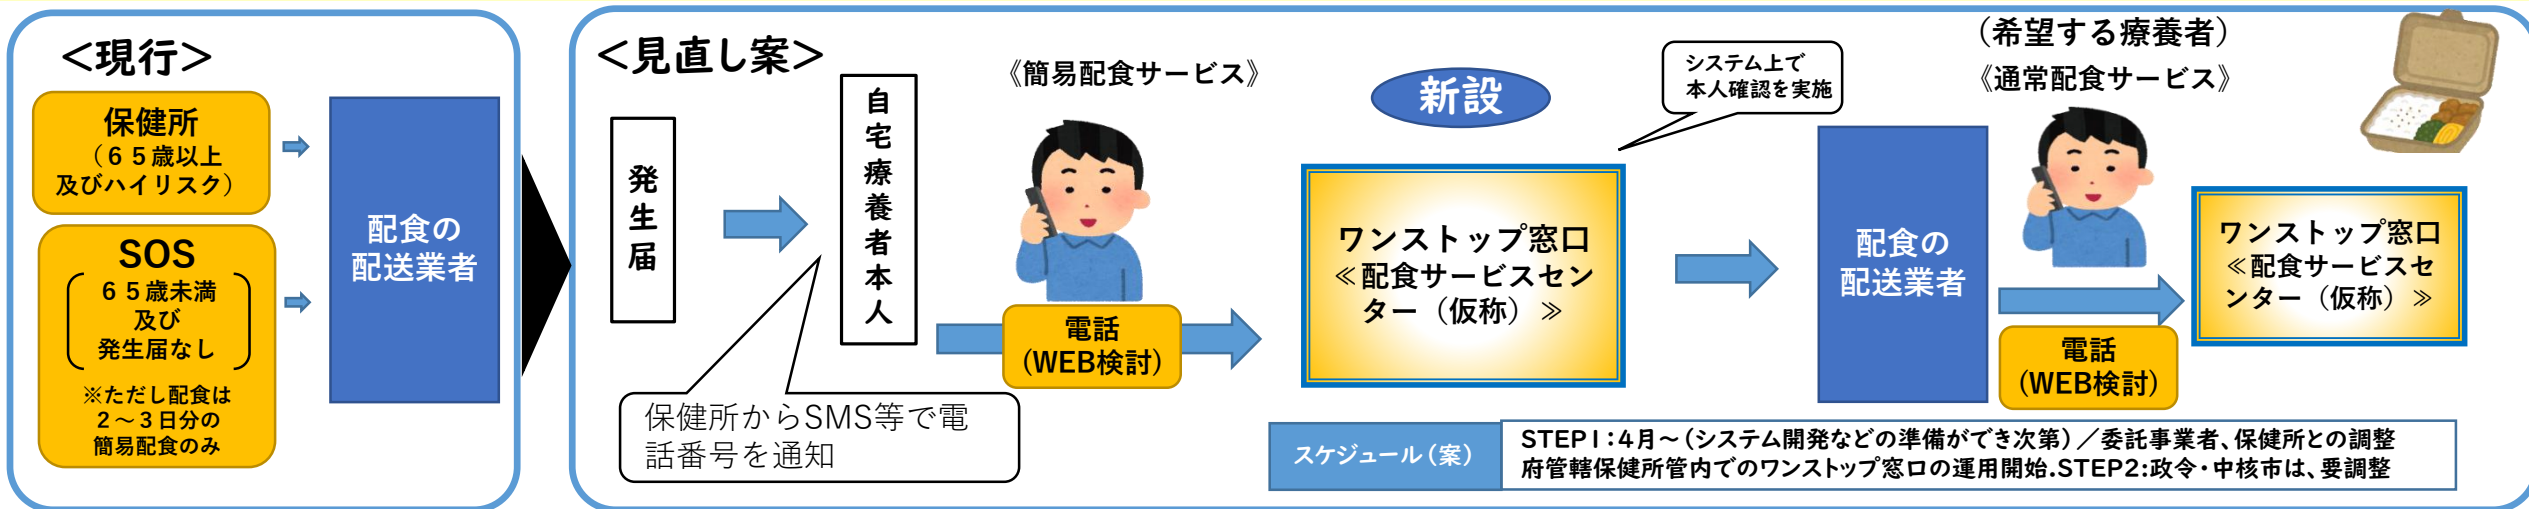 ＜現行＞
保健所
（６５歳以上
及びハイリスク）
SOS
６５歳未満
及び
発生届なし
※ただし配食は
２～３日分の
簡易配食のみ
配食の
配送業者
＜見直し案＞
発生届
自宅療養者本人
保健所からSMS等で電
話番号を通知
《簡易配食サービス》
電話
(WEB検討)
新設
システム上で
本人確認を実施
ワンストップ窓口
≪配食サービスセン
ター（仮称）≫
配食の
配送業者
（希望する療養者）
《通常配食サービス》
電話
(WEB検討)
ワンストップ窓口
≪配食サービスセ
ンター（仮称）≫
スケジュール（案）
STEP1：4月～（システム開発などの準備ができ次第）／委託事業者、保健所との調整
府管轄保健所管内でのワンストップ窓口の運用開始.STEP2:政令・中核市は、要調整